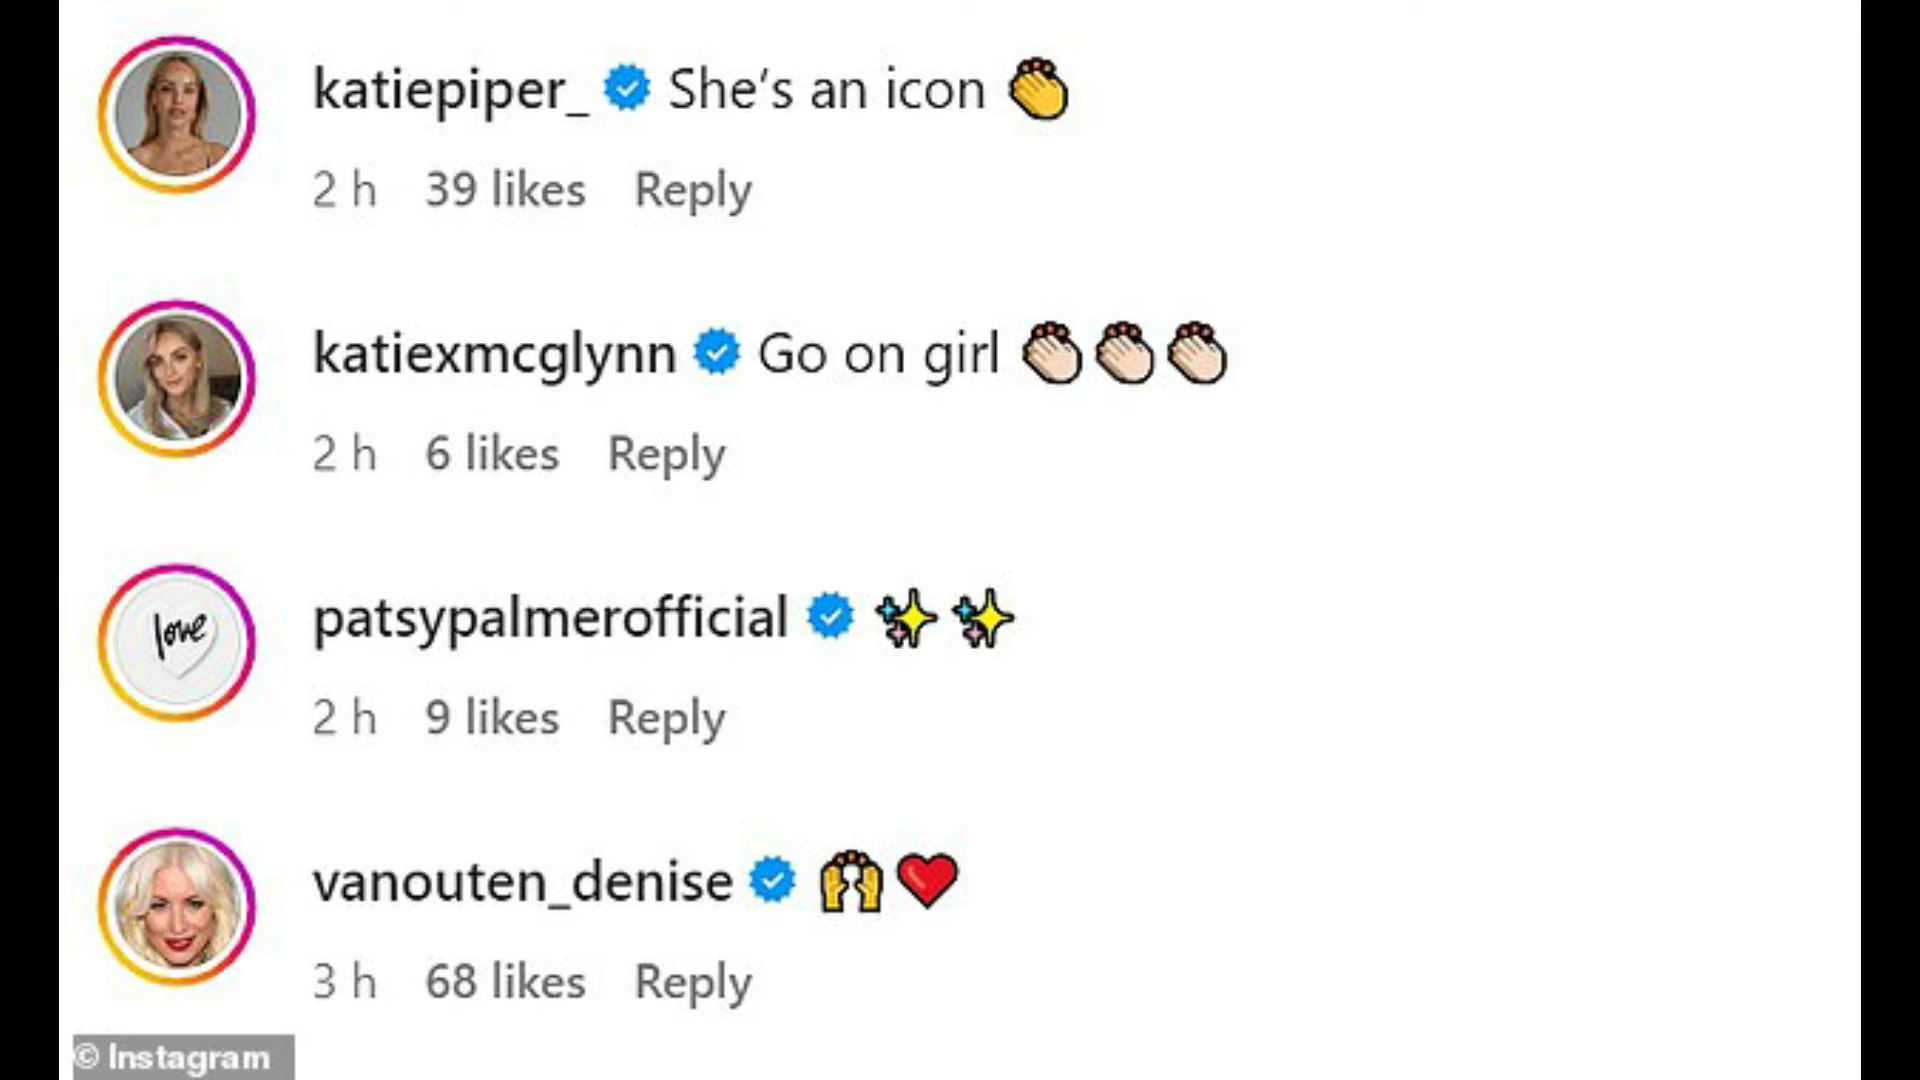 katiepiper_ She's an icon 👏
2 h 39 likes Reply
katiexmcglynn Go on girl 👏🏻👏🏻👏🏻
2 h 6 likes Reply
love
patsypalmerofficial ✨✨
2 h 9 likes Reply
vanouten_denise 🙌❤️
3 h 68 likes Reply
© Instagram